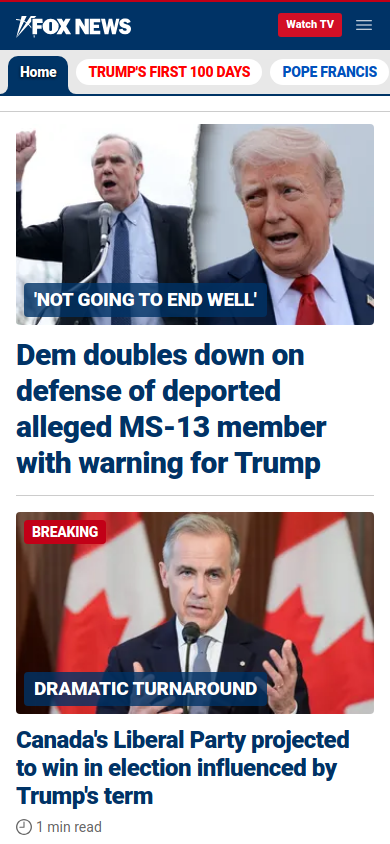 FOX NEWS
Watch TV
Home
TRUMP'S FIRST 100 DAYS
POPE FRANCIS
'NOT GOING TO END WELL'
Dem doubles down on
defense of deported
alleged MS-13 member
with warning for Trump
BREAKING
DRAMATIC TURNAROUND
Canada's Liberal Party projected
to win in election influenced by
Trump's term
1 min read